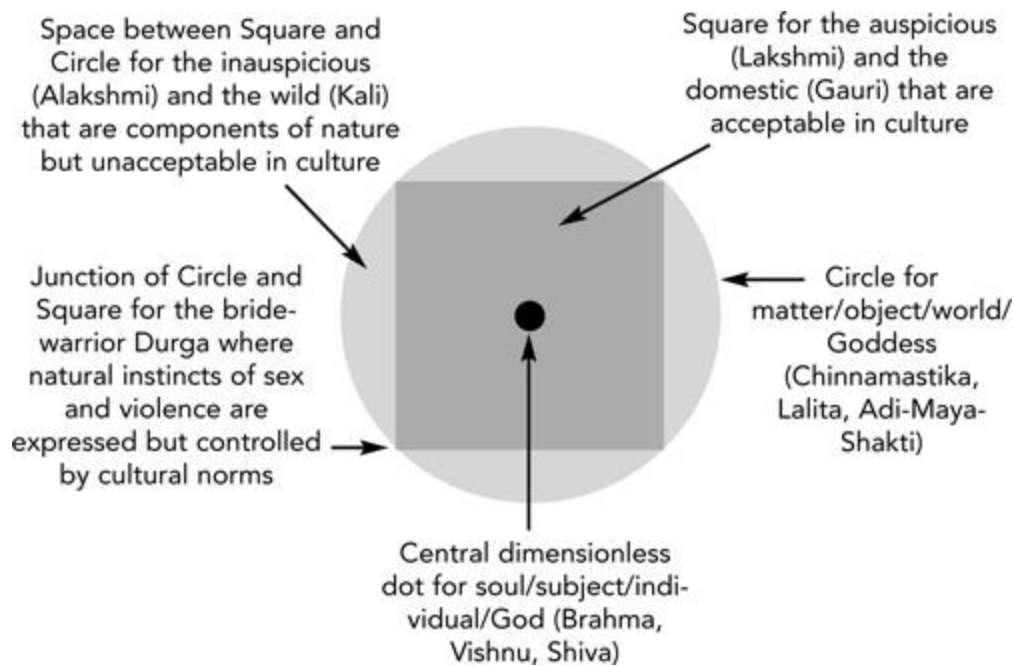 Space between Square and
Circle for the inauspicious
(Alakshmi) and the wild (Kali)
that are components of nature
but unacceptable in culture
Square for the auspicious
(Lakshmi) and the
domestic (Gauri) that are
acceptable in culture
Junction of Circle and
Square for the bride-
warrior Durga where
natural instincts of sex
and violence are
expressed but controlled
by cultural norms
Circle for
matter/object/world/
Goddess
(Chinnamastika,
Lalita, Adi-Maya-
Shakti)
Central dimensionless
dot for soul/subject/indi-
vidual/God (Brahma,
Vishnu, Shiva)